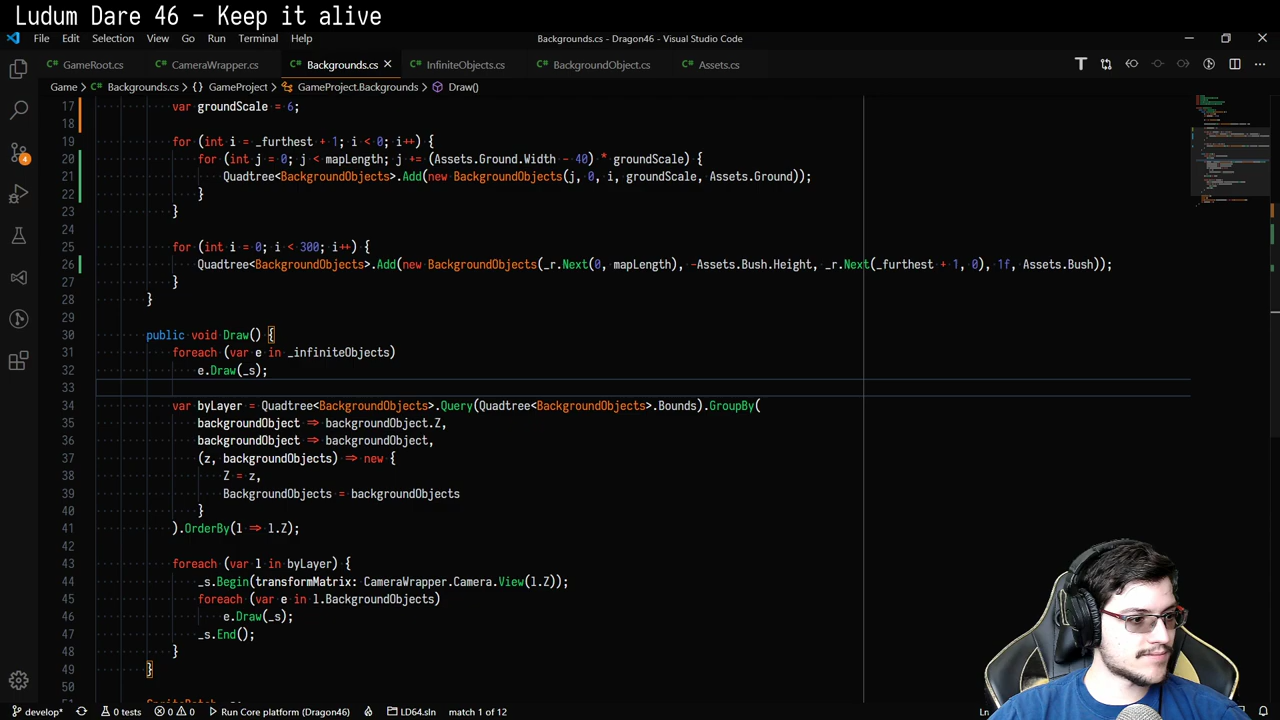 Ludum Dare 46 - Keep it alive
File Edit Selection View Go Run Terminal Help
Backgrounds.cs - Dragon46 - Visual Studio Code
GameRoot.cs CameraWrapper.cs Backgrounds.cs InfiniteObjects.cs BackgroundObject.cs Assets.cs
Game > Backgrounds.cs > {} GameProject > GameProject.Backgrounds > Draw()
17 var groundScale = 6;
18
19 for (int i = _furthest + 1; i < 0; i++) {
20 for (int j = 0; j < mapLength; j += (Assets.Ground.Width - 40) * groundScale) {
21 Quadtree<BackgroundObjects>.Add(new BackgroundObjects(j, 0, i, groundScale, Assets.Ground));
22 }
23 }
24
25 for (int i = 0; i < 300; i++) {
26 Quadtree<BackgroundObjects>.Add(new BackgroundObjects(_r.Next(0, mapLength), -Assets.Bush.Height, _r.Next(_furthest + 1, 0), 1f, Assets.Bush));
27 }
28 }
29
30 public void Draw() {
31 foreach (var e in _infiniteObjects)
32 e.Draw(_s);
33
34 var byLayer = Quadtree<BackgroundObjects>.Query(Quadtree<BackgroundObjects>.Bounds).GroupBy(
35 backgroundObject => backgroundObject.Z,
36 backgroundObject => backgroundObject,
37 (z, backgroundObjects) => new {
38 Z = z,
39 BackgroundObjects = backgroundObjects
40 }
41 ).OrderBy(l => l.Z);
42
43 foreach (var l in byLayer) {
44 _s.Begin(transformMatrix: CameraWrapper.Camera.View(l.Z));
45 foreach (var e in l.BackgroundObjects)
46 e.Draw(_s);
47 _s.End();
48 }
49 }
50
4
develop* 0 tests 0 0 Run Core platform (Dragon46) LD64.sln match 1 of 12 Ln